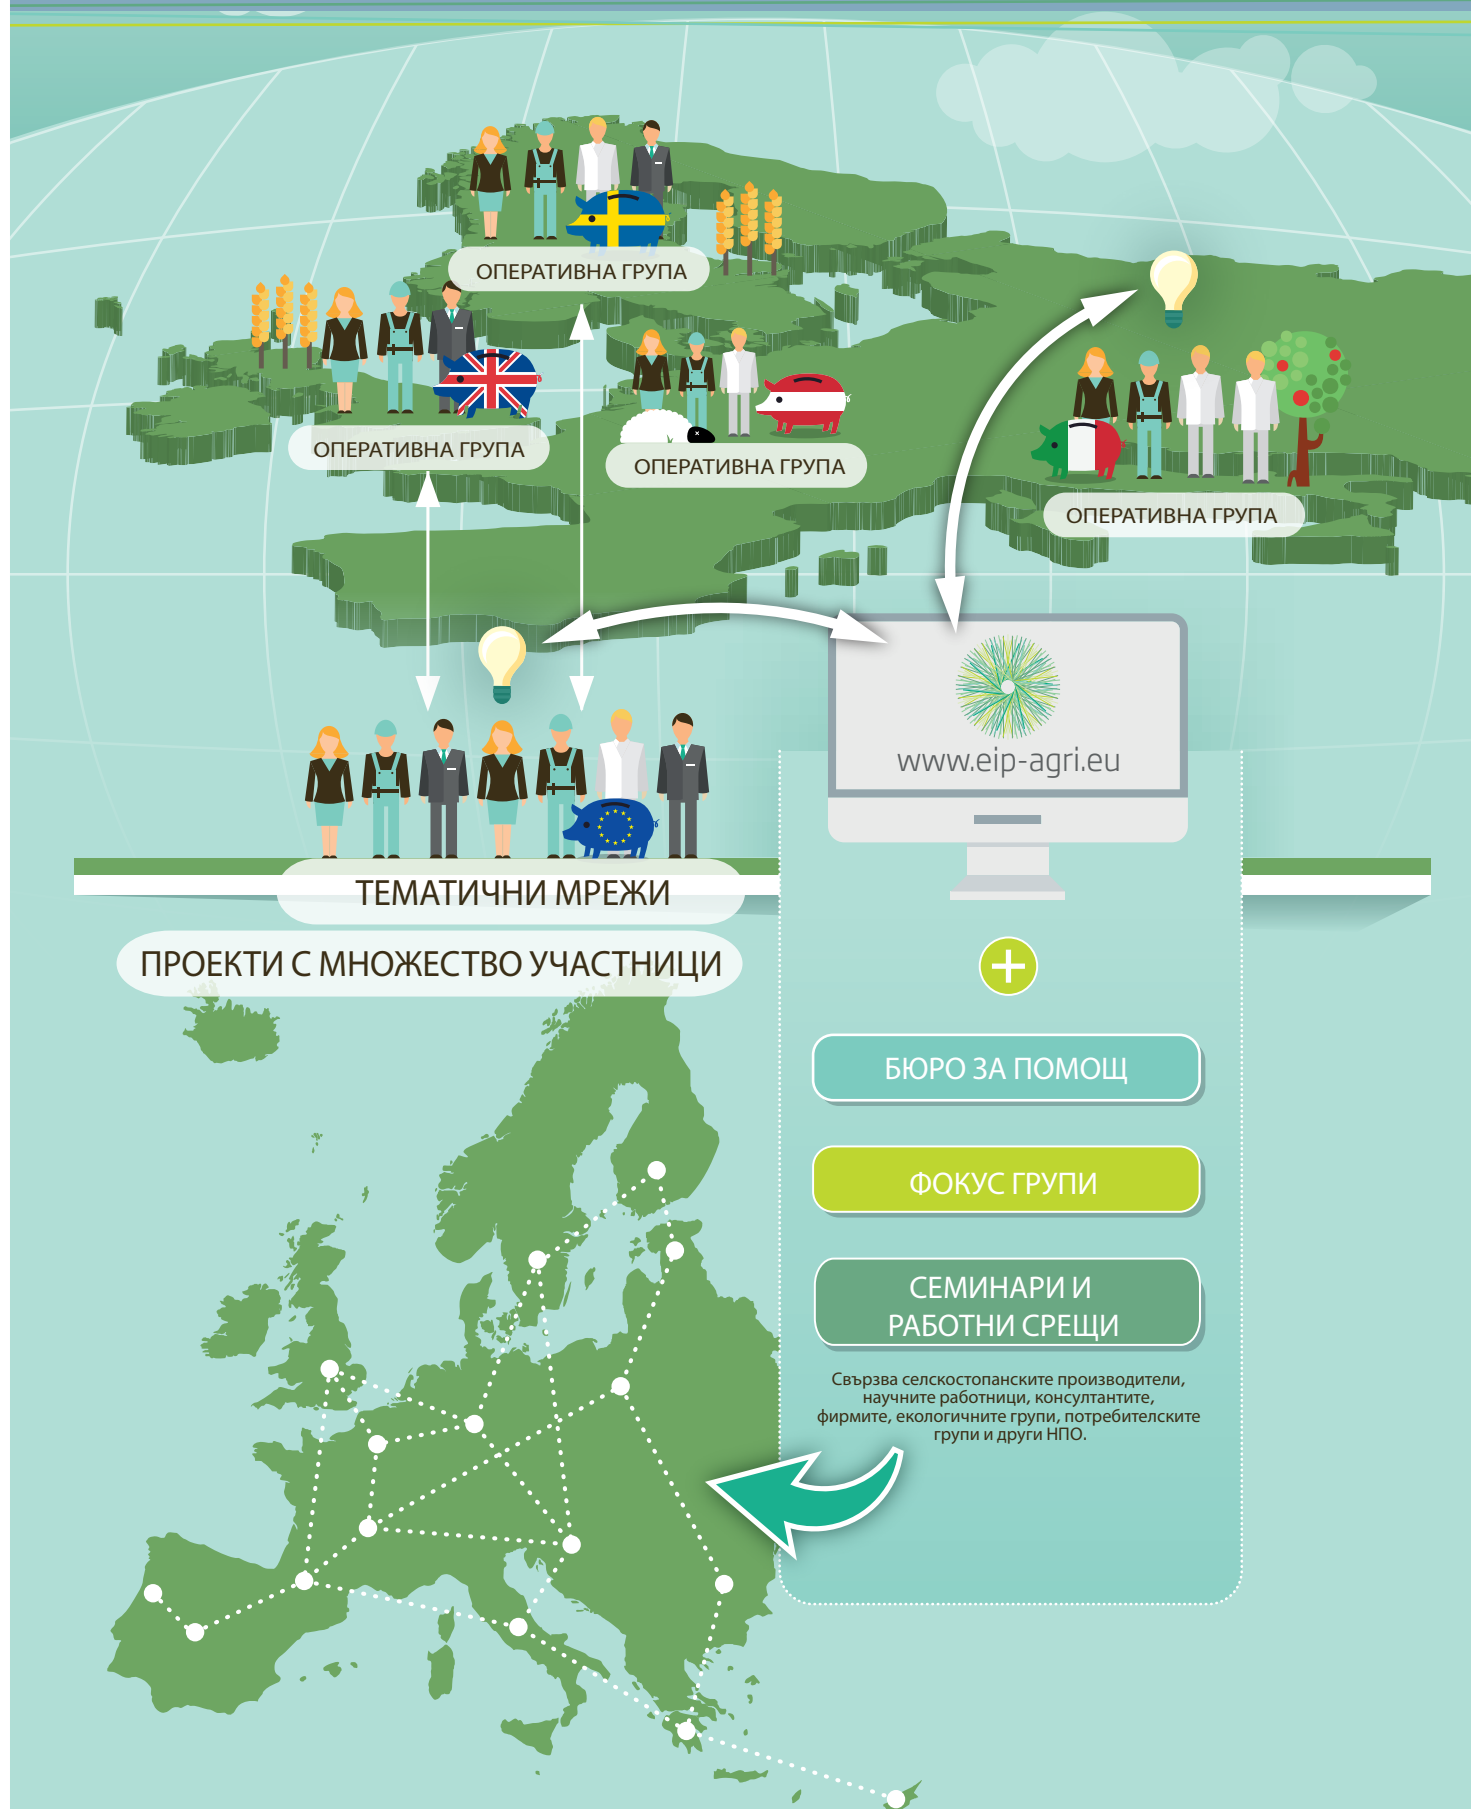 ОПЕРАТИВНА ГРУПА
ОПЕРАТИВНА ГРУПА
ОПЕРАТИВНА ГРУПА
ОПЕРАТИВНА ГРУПА
www.eip-agri.eu
ТЕМАТИЧНИ МРЕЖИ
ПРОЕКТИ С МНОЖЕСТВО УЧАСТНИЦИ
БЮРО ЗА ПОМОЩ
ФОКУС ГРУПИ
СЕМИНАРИ И
РАБОТНИ СРЕЩИ
Свързва селскостопанските производители,
научните работници, консултантите,
фирмите, екологичните групи, потребителските
групи и други НПО.